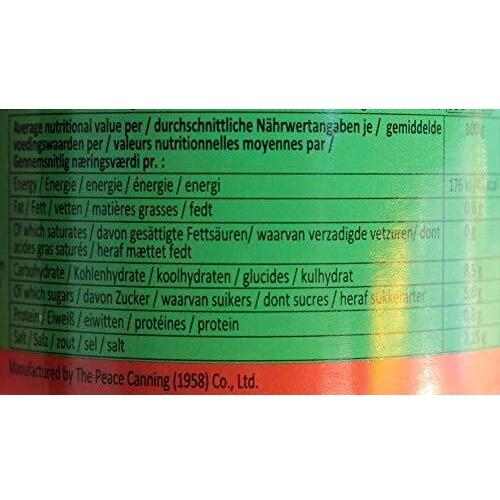 Average nutritional value per / durchschnittliche Nährwertangaben je / gemiddelde 100 g
voedingswaarden per / valeurs nutritionnelles moyennes par /
Gennemsnitlig næringsværdi pr. :
Energy / Energie / energie / énergie / energi 176 kJ
Fat / Fett / vetten / matières grasses / fedt
Of which saturates / davon gesättigte Fettsäuren/ waarvan verzadigde vetzuren/ dont 0 g
acides gras saturés / heraf mættet fedt
Carbohydrate / Kohlenhydrate / koolhydraten / glucides / kulhydrat
Of which sugars / davon Zucker / waarvan suikers / dont sucres / heraf sukkerarter
Protein / Eiweiß / eiwitten / protéines / protein
Salt / Salz / zout / sel / salt
Manufactured by The Peace Canning (1958) Co., Ltd.